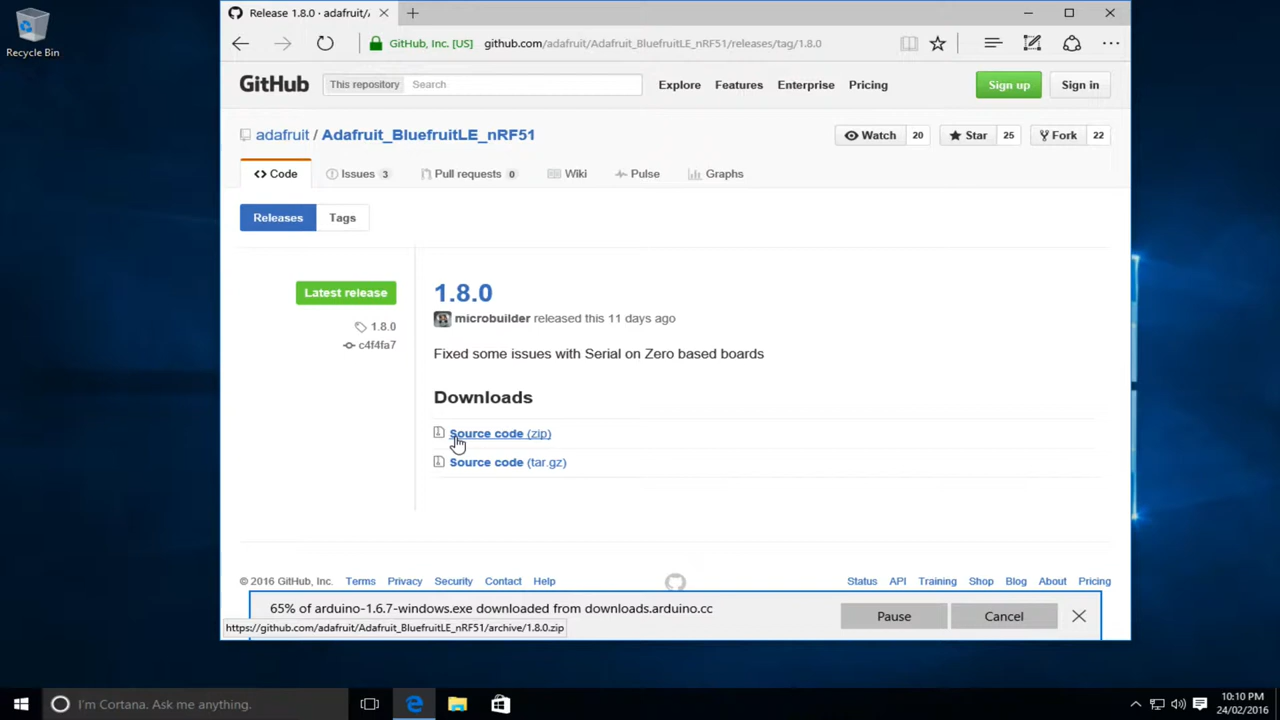 Recycle Bin
Release 1.8.0 · adafruit/A
GitHub, Inc. [US] github.com/adafruit/Adafruit_BluefruitLE_nRF51/releases/tag/1.8.0
GitHub This repository Search Explore Features Enterprise Pricing Sign up Sign in
adafruit / Adafruit_BluefruitLE_nRF51 Watch 20 Star 25 Fork 22
<> Code Issues 3 Pull requests 0 Wiki Pulse Graphs
Releases Tags
Latest release
1.8.0
c4f4fa7
1.8.0
microbuilder released this 11 days ago
Fixed some issues with Serial on Zero based boards
Downloads
Source code (zip)
Source code (tar.gz)
© 2016 GitHub, Inc. Terms Privacy Security Contact Help Status API Training Shop Blog About Pricing
65% of arduino-1.6.7-windows.exe downloaded from downloads.arduino.cc Pause Cancel
https://github.com/adafruit/Adafruit_BluefruitLE_nRF51/archive/1.8.0.zip
I'm Cortana. Ask me anything.
10:10 PM
24/02/2016